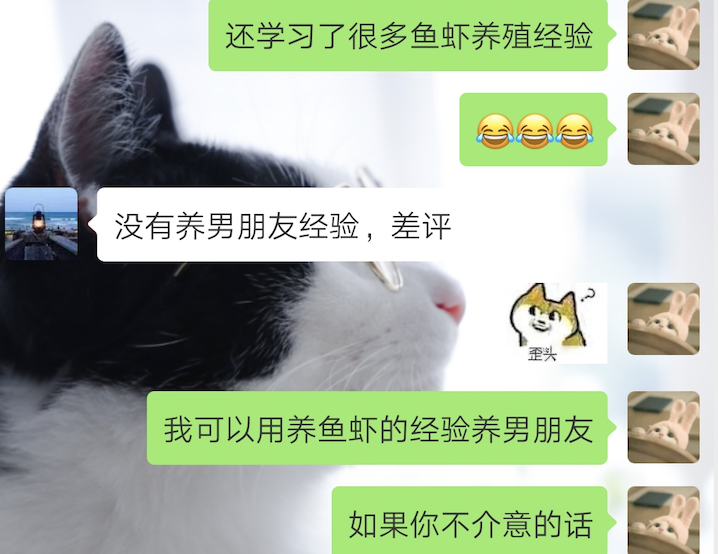 还学习了很多鱼虾养殖经验
😂😂😂
没有养男朋友经验，差评
?
歪头
我可以用养鱼虾的经验养男朋友
如果你不介意的话